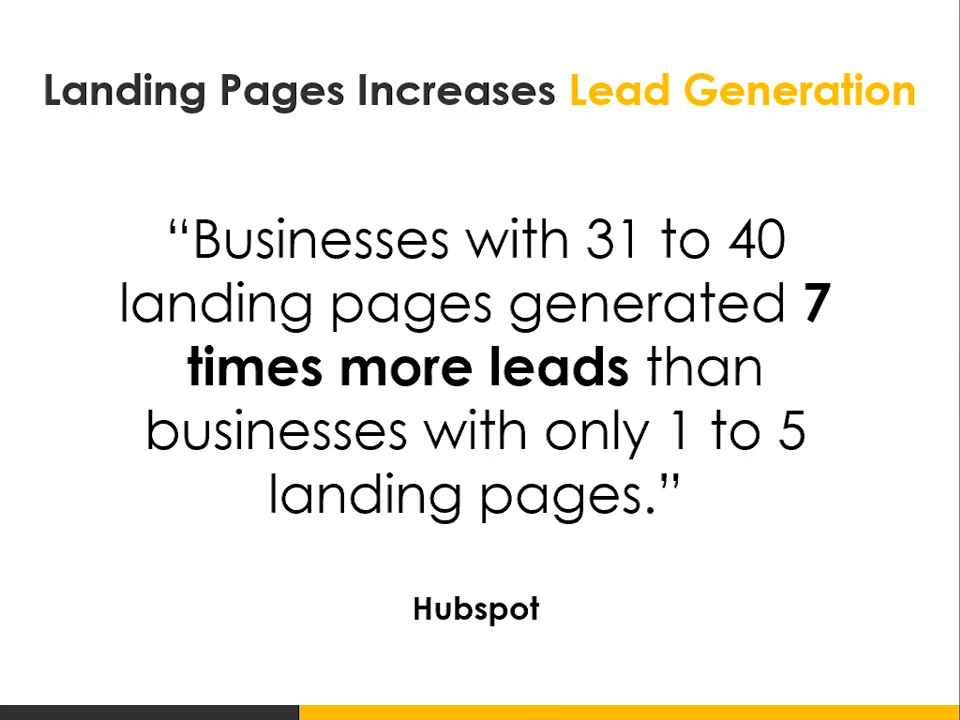 Landing Pages Increases Lead Generation
“Businesses with 31 to 40
landing pages generated 7
times more leads than
businesses with only 1 to 5
landing pages.”
Hubspot